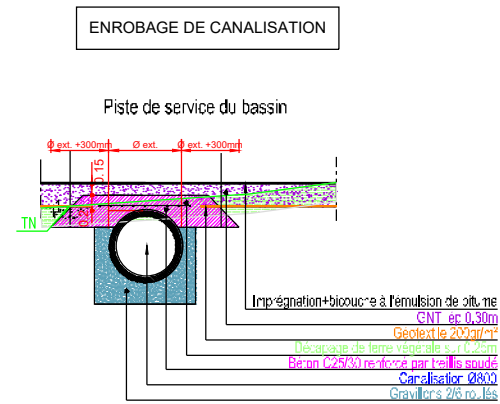 ENROBAGE DE CANALISATION
Piste de service du bassin
Ø ext. +300mm
Ø ext.
Ø ext. +300mm
0.15
TN
Imprégnation+bicouche à l'émulsion de bitume
GNT ép 0,30m
Geotextile 200gr/m²
Décapage de terre végétale sur 0.25m
Béton C25/30 renforcé par treillis soudé
Canalisation Ø800
Gravillons 2/6 roulés